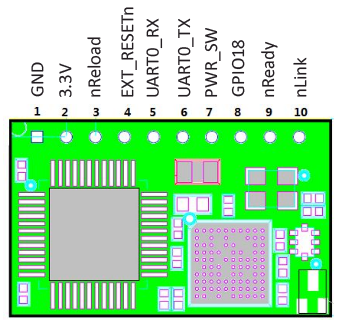 GND
3.3V
nReload
EXT_RESETn
UART0_RX
UART0_TX
PWR_SW
GPIO18
nReady
nLink
1 2 3 4 5 6 7 8 9 10